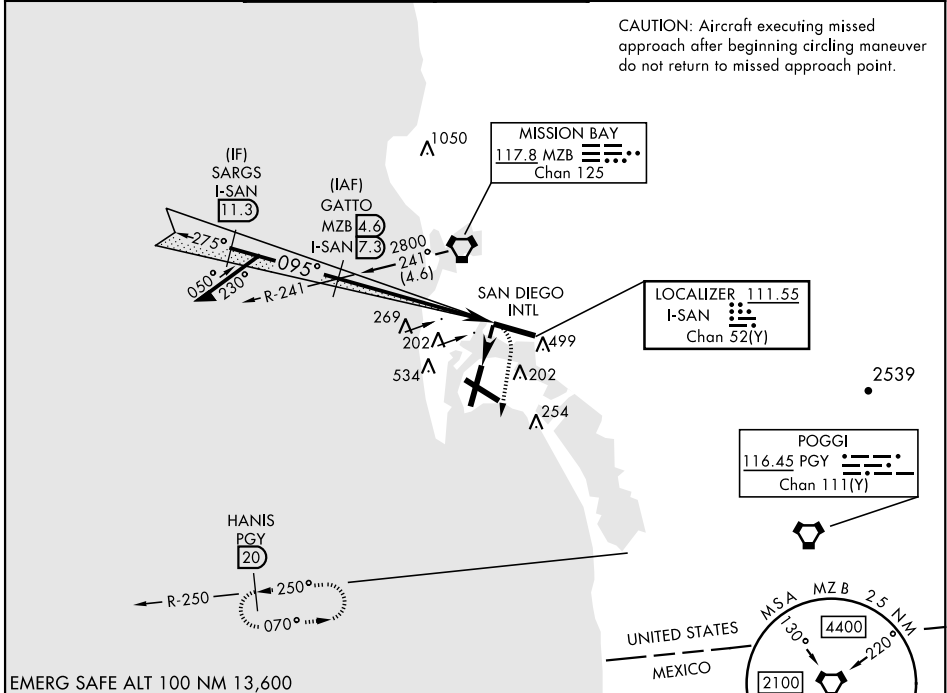 CAUTION: Aircraft executing missed
approach after beginning circling maneuver
do not return to missed approach point.
1050
MISSION BAY
117.8 MZB
Chan 125
(IF)
SARGS
I-SAN
11.3
(IAF)
GATTO
MZB 4.6
I-SAN 7.3
2800
241°
(4.6)
275°
095°
050°
230°
R-241
SAN DIEGO
INTL
LOCALIZER 111.55
I-SAN
Chan 52(Y)
269
202
499
534
202
254
2539
POGGI
116.45 PGY
Chan 111(Y)
HANIS
PGY
20
R-250
250°
070°
MSA MZB 25 NM
130°
4400
220°
2100
UNITED STATES
MEXICO
EMERG SAFE ALT 100 NM 13,600